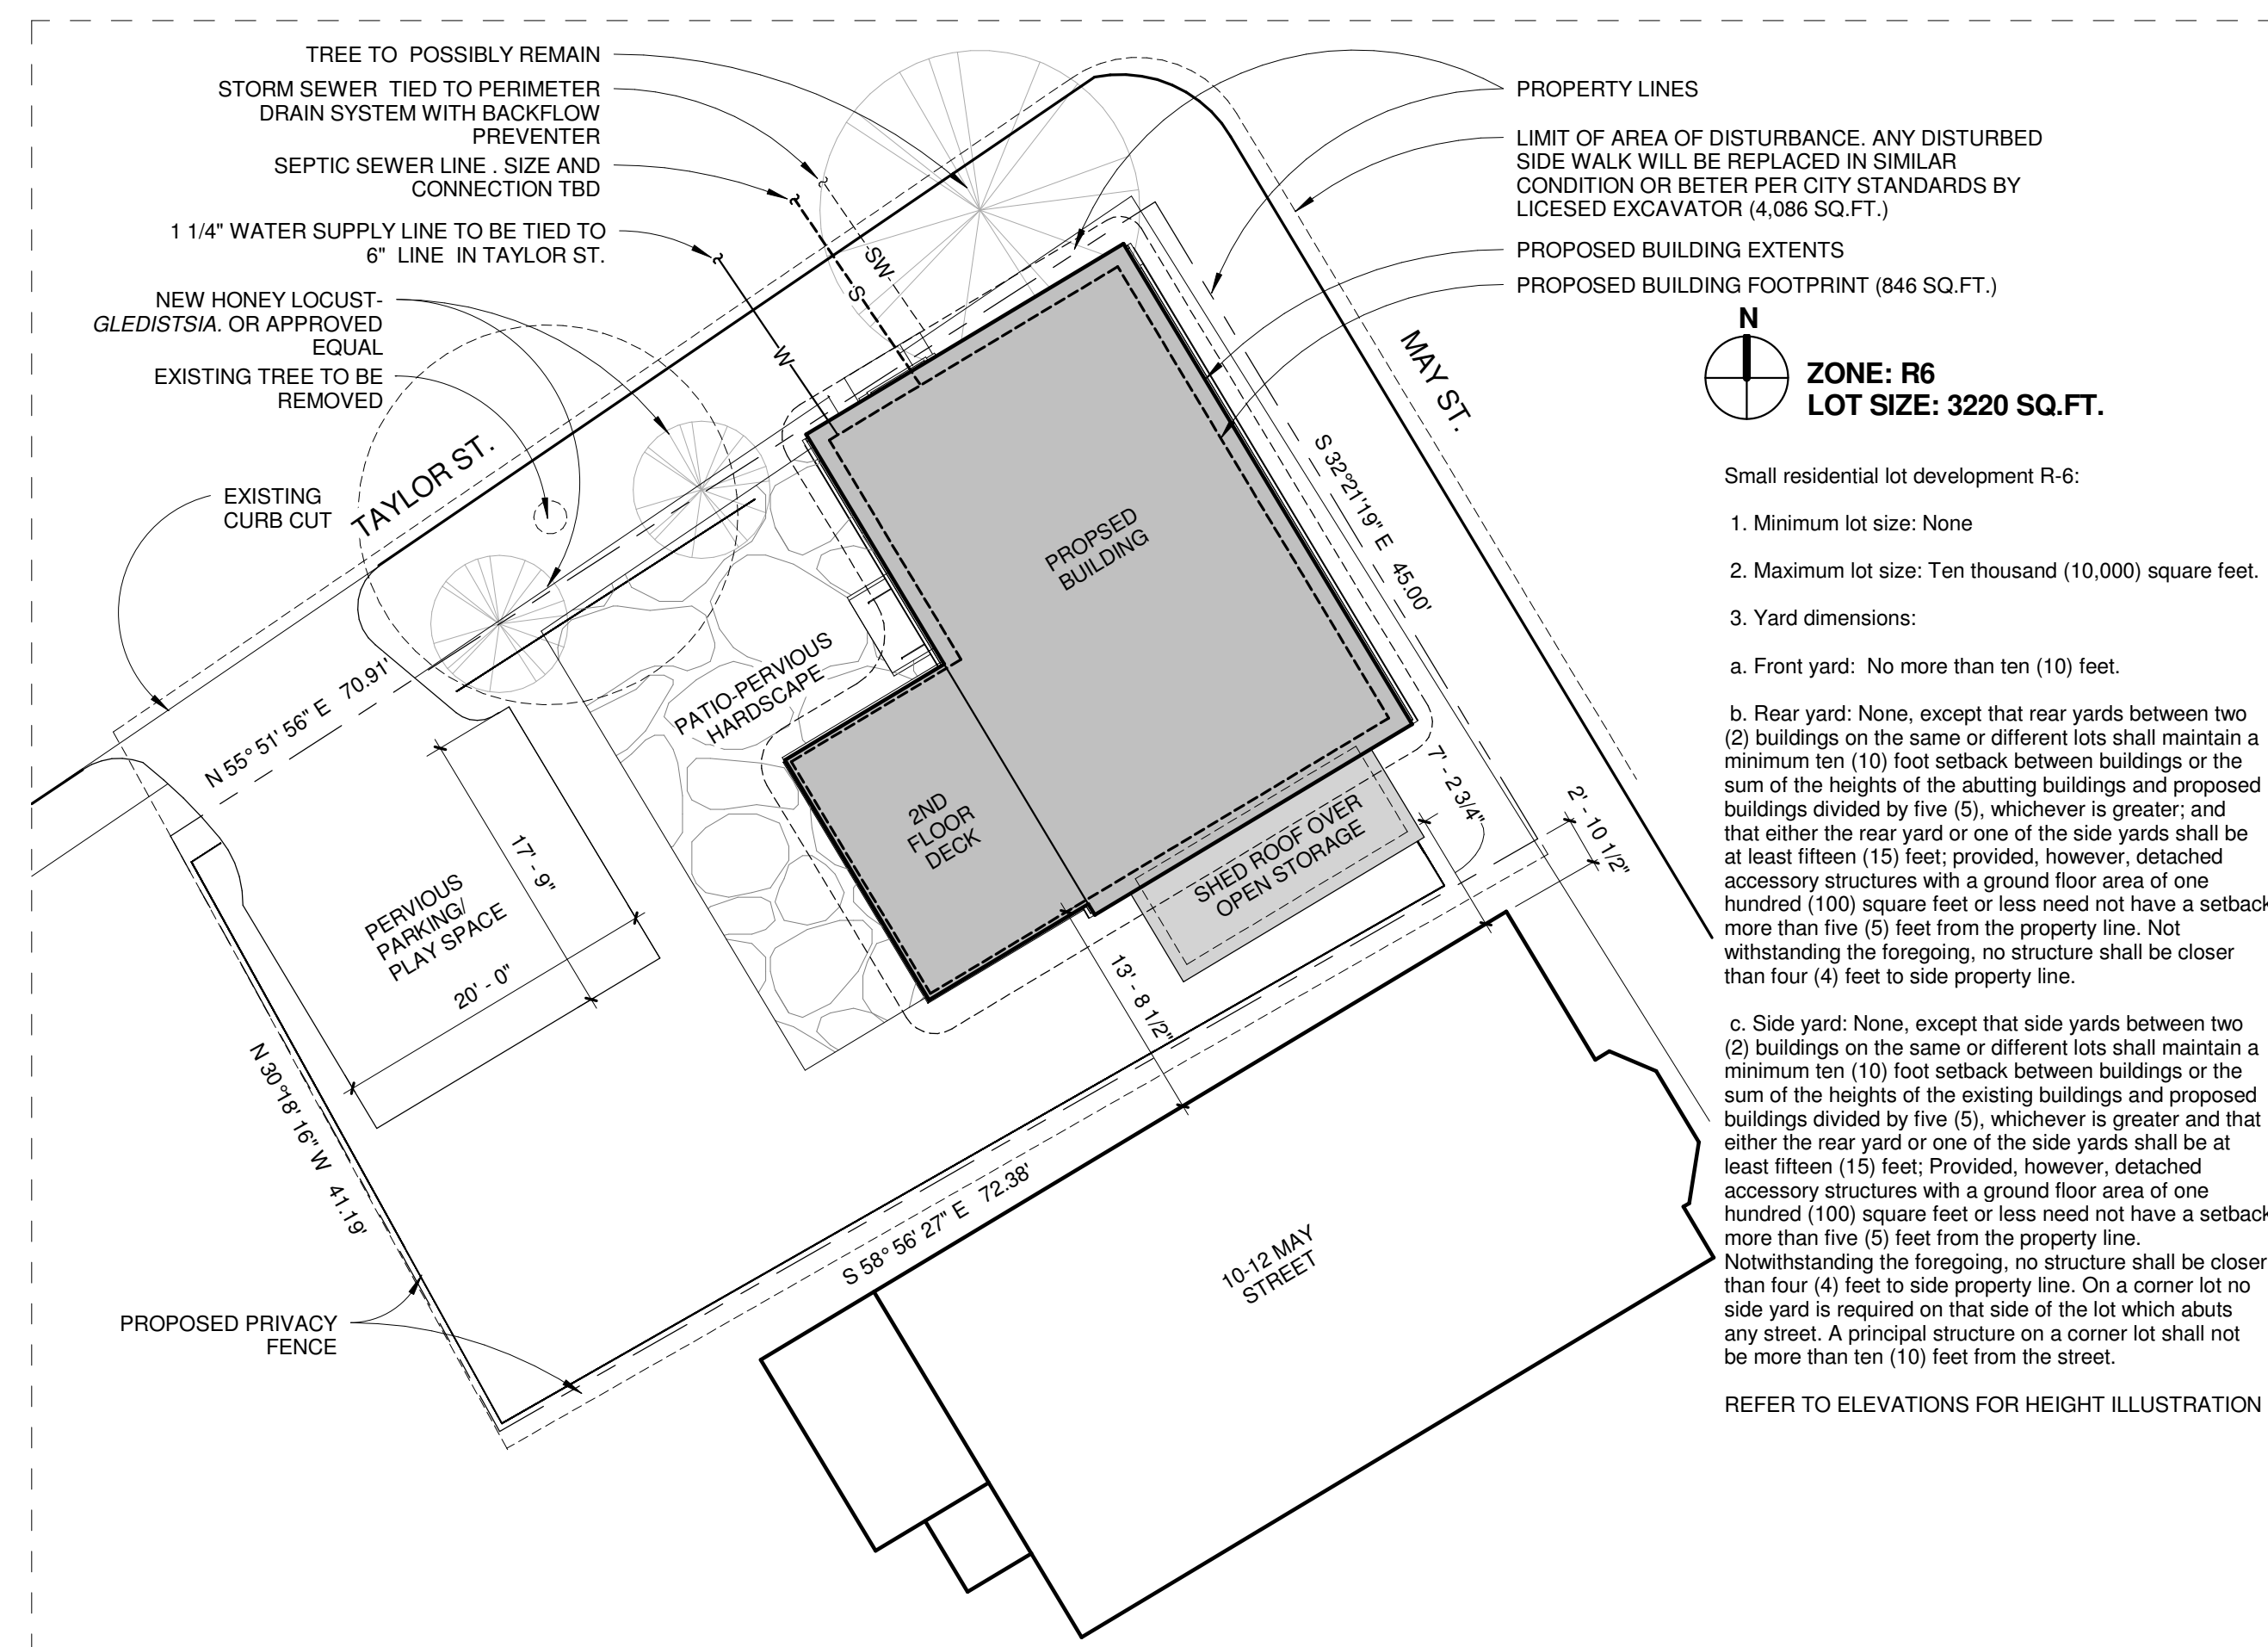 TREE TO POSSIBLY REMAIN
STORM SEWER TIED TO PERIMETER
DRAIN SYSTEM WITH BACKFLOW
PREVENTER
SEPTIC SEWER LINE . SIZE AND
CONNECTION TBD
1 1/4" WATER SUPPLY LINE TO BE TIED TO
6" LINE IN TAYLOR ST.
NEW HONEY LOCUST-
GLEDISTSIA. OR APPROVED
EQUAL
EXISTING TREE TO BE
REMOVED
EXISTING
CURB CUT
TAYLOR ST.
SW
S
W
N 55° 51' 56" E 70.91'
PERVIOUS
PARKING/
PLAY SPACE
17' - 9"
20' - 0"
PATIO-PERVIOUS
HARDSCAPE
2ND
FLOOR
DECK
PROPSED
BUILDING
SHED ROOF OVER
OPEN STORAGE
13' - 8 1/2"
7' - 2 3/4"
2' - 10 1/2"
MAY ST.
S 32°21'19" E 45.00'
N 30°18' 16" W 41.19'
S 58° 56' 27" E 72.38'
10-12 MAY
STREET
PROPOSED PRIVACY
FENCE
PROPERTY LINES
LIMIT OF AREA OF DISTURBANCE. ANY DISTURBED
SIDE WALK WILL BE REPLACED IN SIMILAR
CONDITION OR BETER PER CITY STANDARDS BY
LICESED EXCAVATOR (4,086 SQ.FT.)
PROPOSED BUILDING EXTENTS
PROPOSED BUILDING FOOTPRINT (846 SQ.FT.)
N
ZONE: R6
LOT SIZE: 3220 SQ.FT.
Small residential lot development R-6:
1. Minimum lot size: None
2. Maximum lot size: Ten thousand (10,000) square feet.
3. Yard dimensions:
a. Front yard: No more than ten (10) feet.
b. Rear yard: None, except that rear yards between two
(2) buildings on the same or different lots shall maintain a
minimum ten (10) foot setback between buildings or the
sum of the heights of the abutting buildings and proposed
buildings divided by five (5), whichever is greater; and
that either the rear yard or one of the side yards shall be
at least fifteen (15) feet; provided, however, detached
accessory structures with a ground floor area of one
hundred (100) square feet or less need not have a setback
more than five (5) feet from the property line. Not
withstanding the foregoing, no structure shall be closer
than four (4) feet to side property line.
c. Side yard: None, except that side yards between two
(2) buildings on the same or different lots shall maintain a
minimum ten (10) foot setback between buildings or the
sum of the heights of the existing buildings and proposed
buildings divided by five (5), whichever is greater and that
either the rear yard or one of the side yards shall be at
least fifteen (15) feet; Provided, however, detached
accessory structures with a ground floor area of one
hundred (100) square feet or less need not have a setback
more than five (5) feet from the property line.
Notwithstanding the foregoing, no structure shall be closer
than four (4) feet to side property line. On a corner lot no
side yard is required on that side of the lot which abuts
any street. A principal structure on a corner lot shall not
be more than ten (10) feet from the street.
REFER TO ELEVATIONS FOR HEIGHT ILLUSTRATION